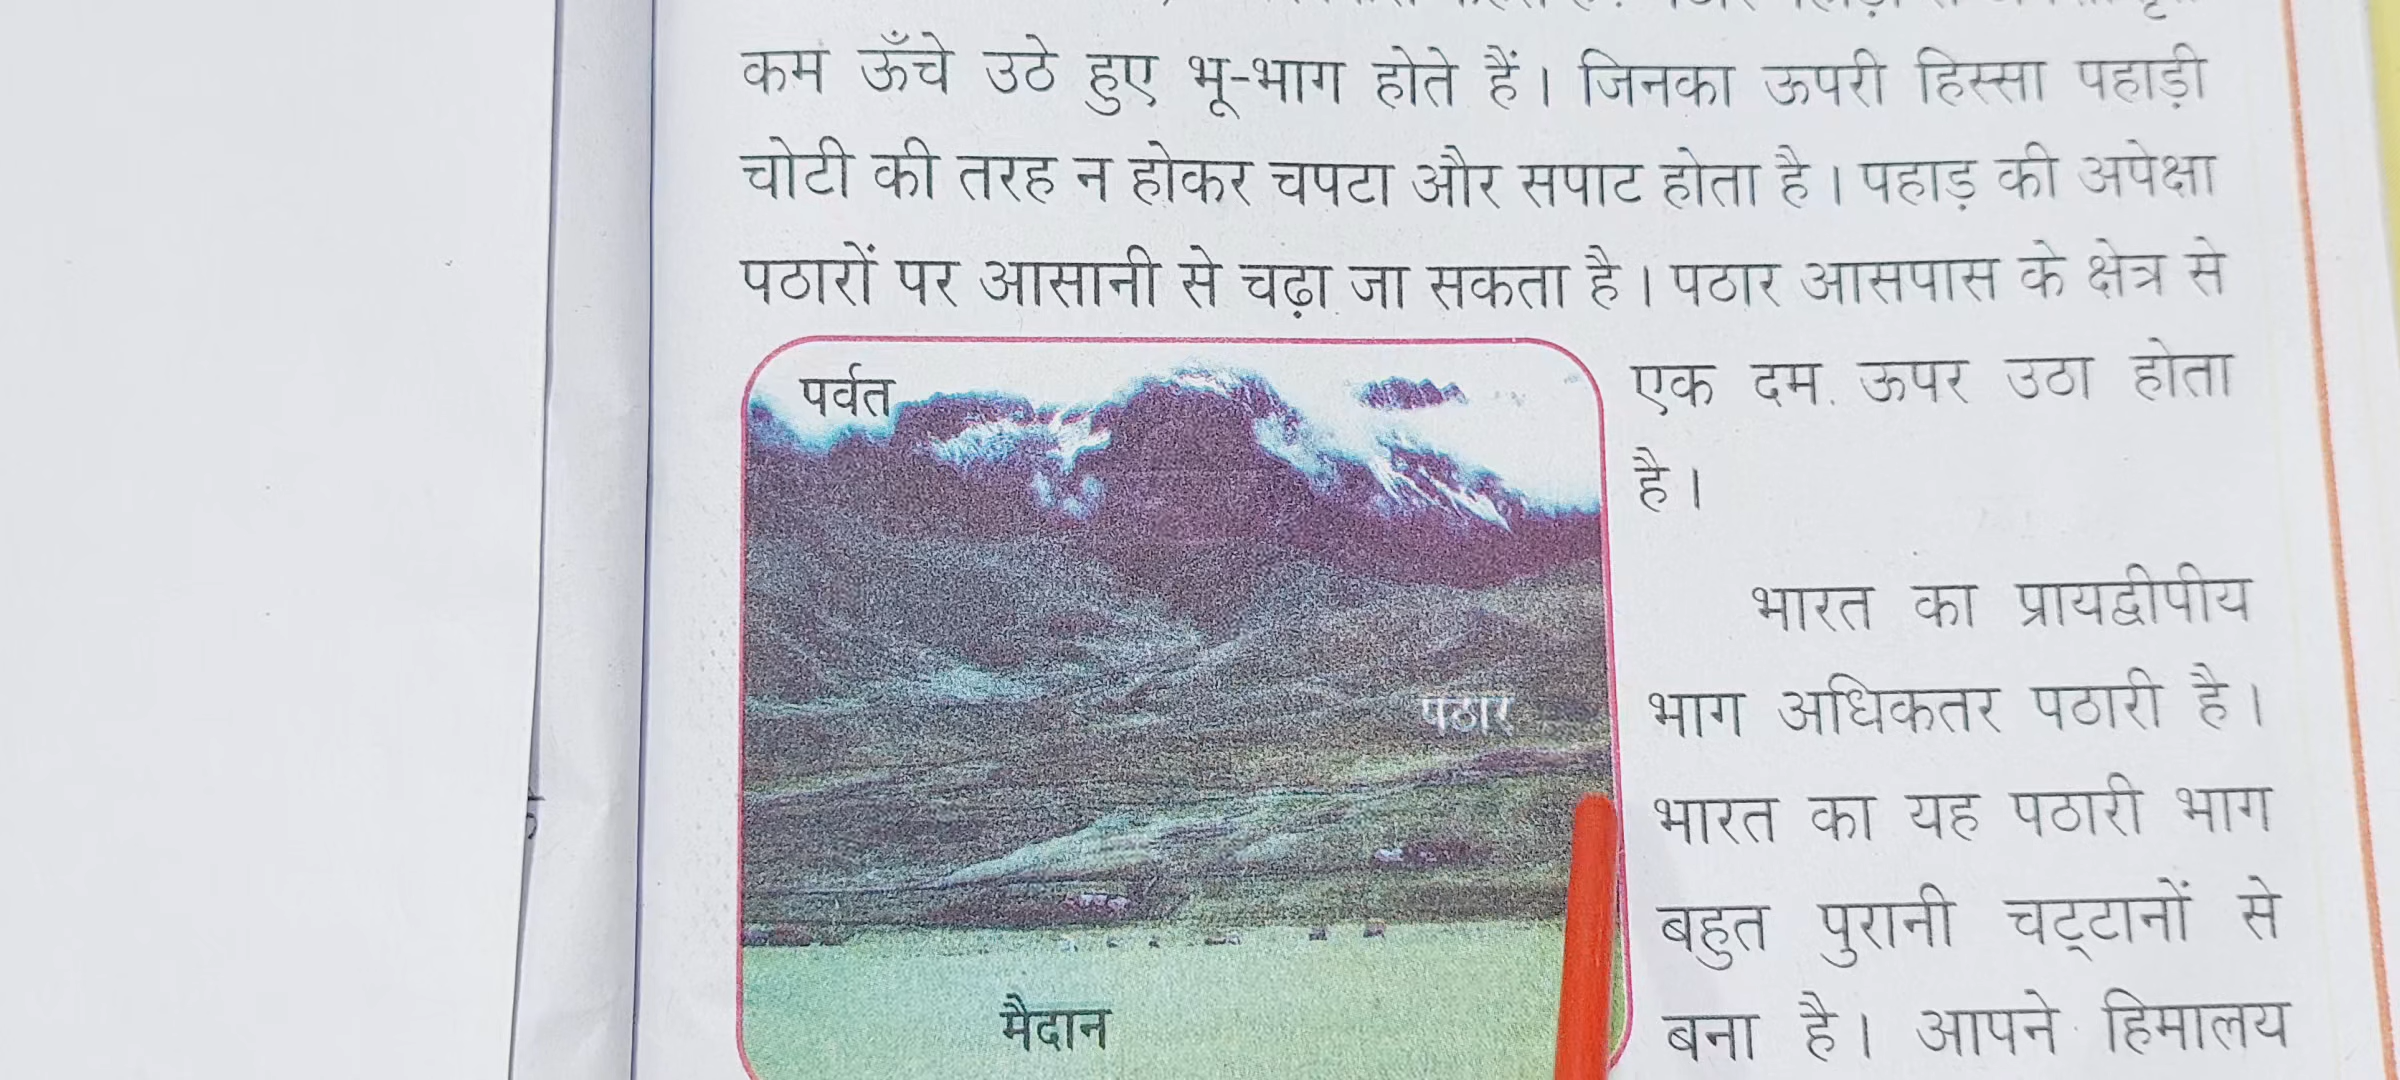 कम ऊँचे उठे हुए भू-भाग होते हैं। जिनका ऊपरी हिस्सा पहाड़ी
चोटी की तरह न होकर चपटा और सपाट होता है। पहाड़ की अपेक्षा
पठारों पर आसानी से चढ़ा जा सकता है। पठार आसपास के क्षेत्र से
एक दम ऊपर उठा होता
है।
भारत का प्रायद्वीपीय
भाग अधिकतर पठारी है।
भारत का यह पठारी भाग
बहुत पुरानी चट्टानों से
बना है। आपने हिमालय
पर्वत
पठार
मैदान